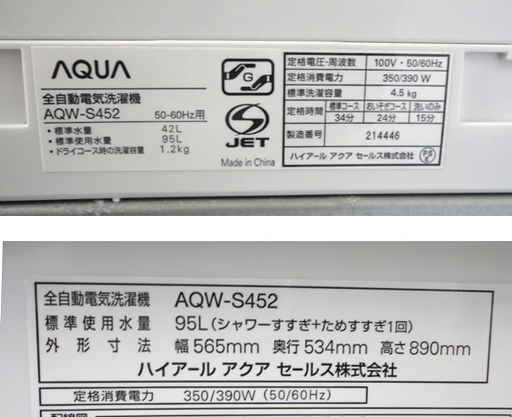 AQUA
全自動電気洗濯機
AQW-S452 50-60Hz用
・標準水量 42L
・標準使用水量 95L
・ドライコース時の洗濯容量 1.2kg
G
S
JET
Made in China
定格電圧・周波数 100V・50/60Hz
定格消費電力 350/390 W
標準洗濯容量 4.5 kg
定格時間 標準コース おいそぎコース 洗いのみ
34分 24分 15分
製造番号 214446
ハイアール アクア セールス株式会社 PSE
全自動電気洗濯機 AQW-S452
標準使用水量 95L(シャワーすすぎ+ためすすぎ1回)
外形寸法 幅565mm 奥行534mm 高さ890mm
ハイアール アクア セールス株式会社
定格消費電力 350/390W (50/60Hz)